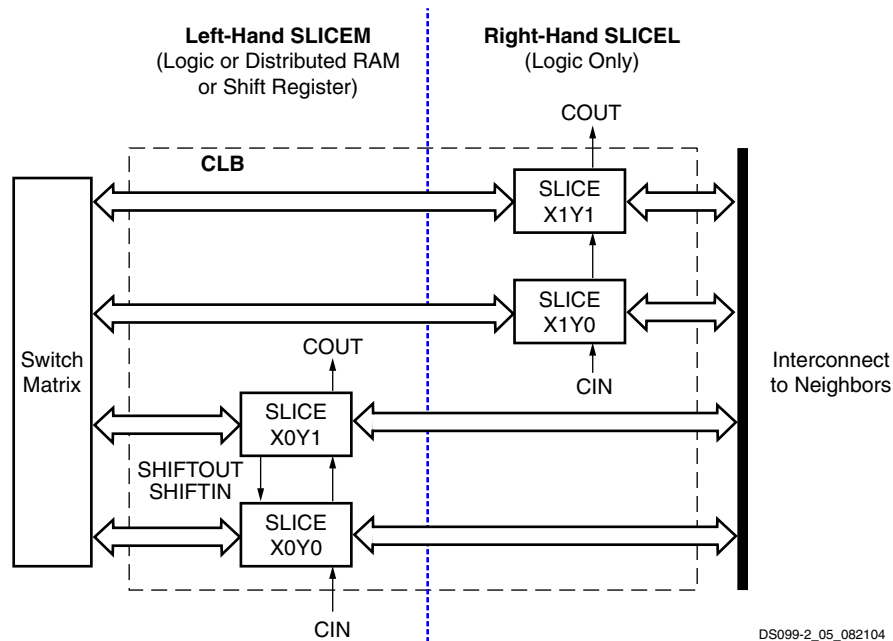 Left-Hand SLICEM
(Logic or Distributed RAM
or Shift Register)
Right-Hand SLICEL
(Logic Only)
COUT
CLB
SLICE
X1Y1
SLICE
X1Y0
COUT
CIN
Switch
Matrix
Interconnect
to Neighbors
SLICE
X0Y1
SHIFTOUT
SHIFTIN
SLICE
X0Y0
CIN
DS099-2_05_082104